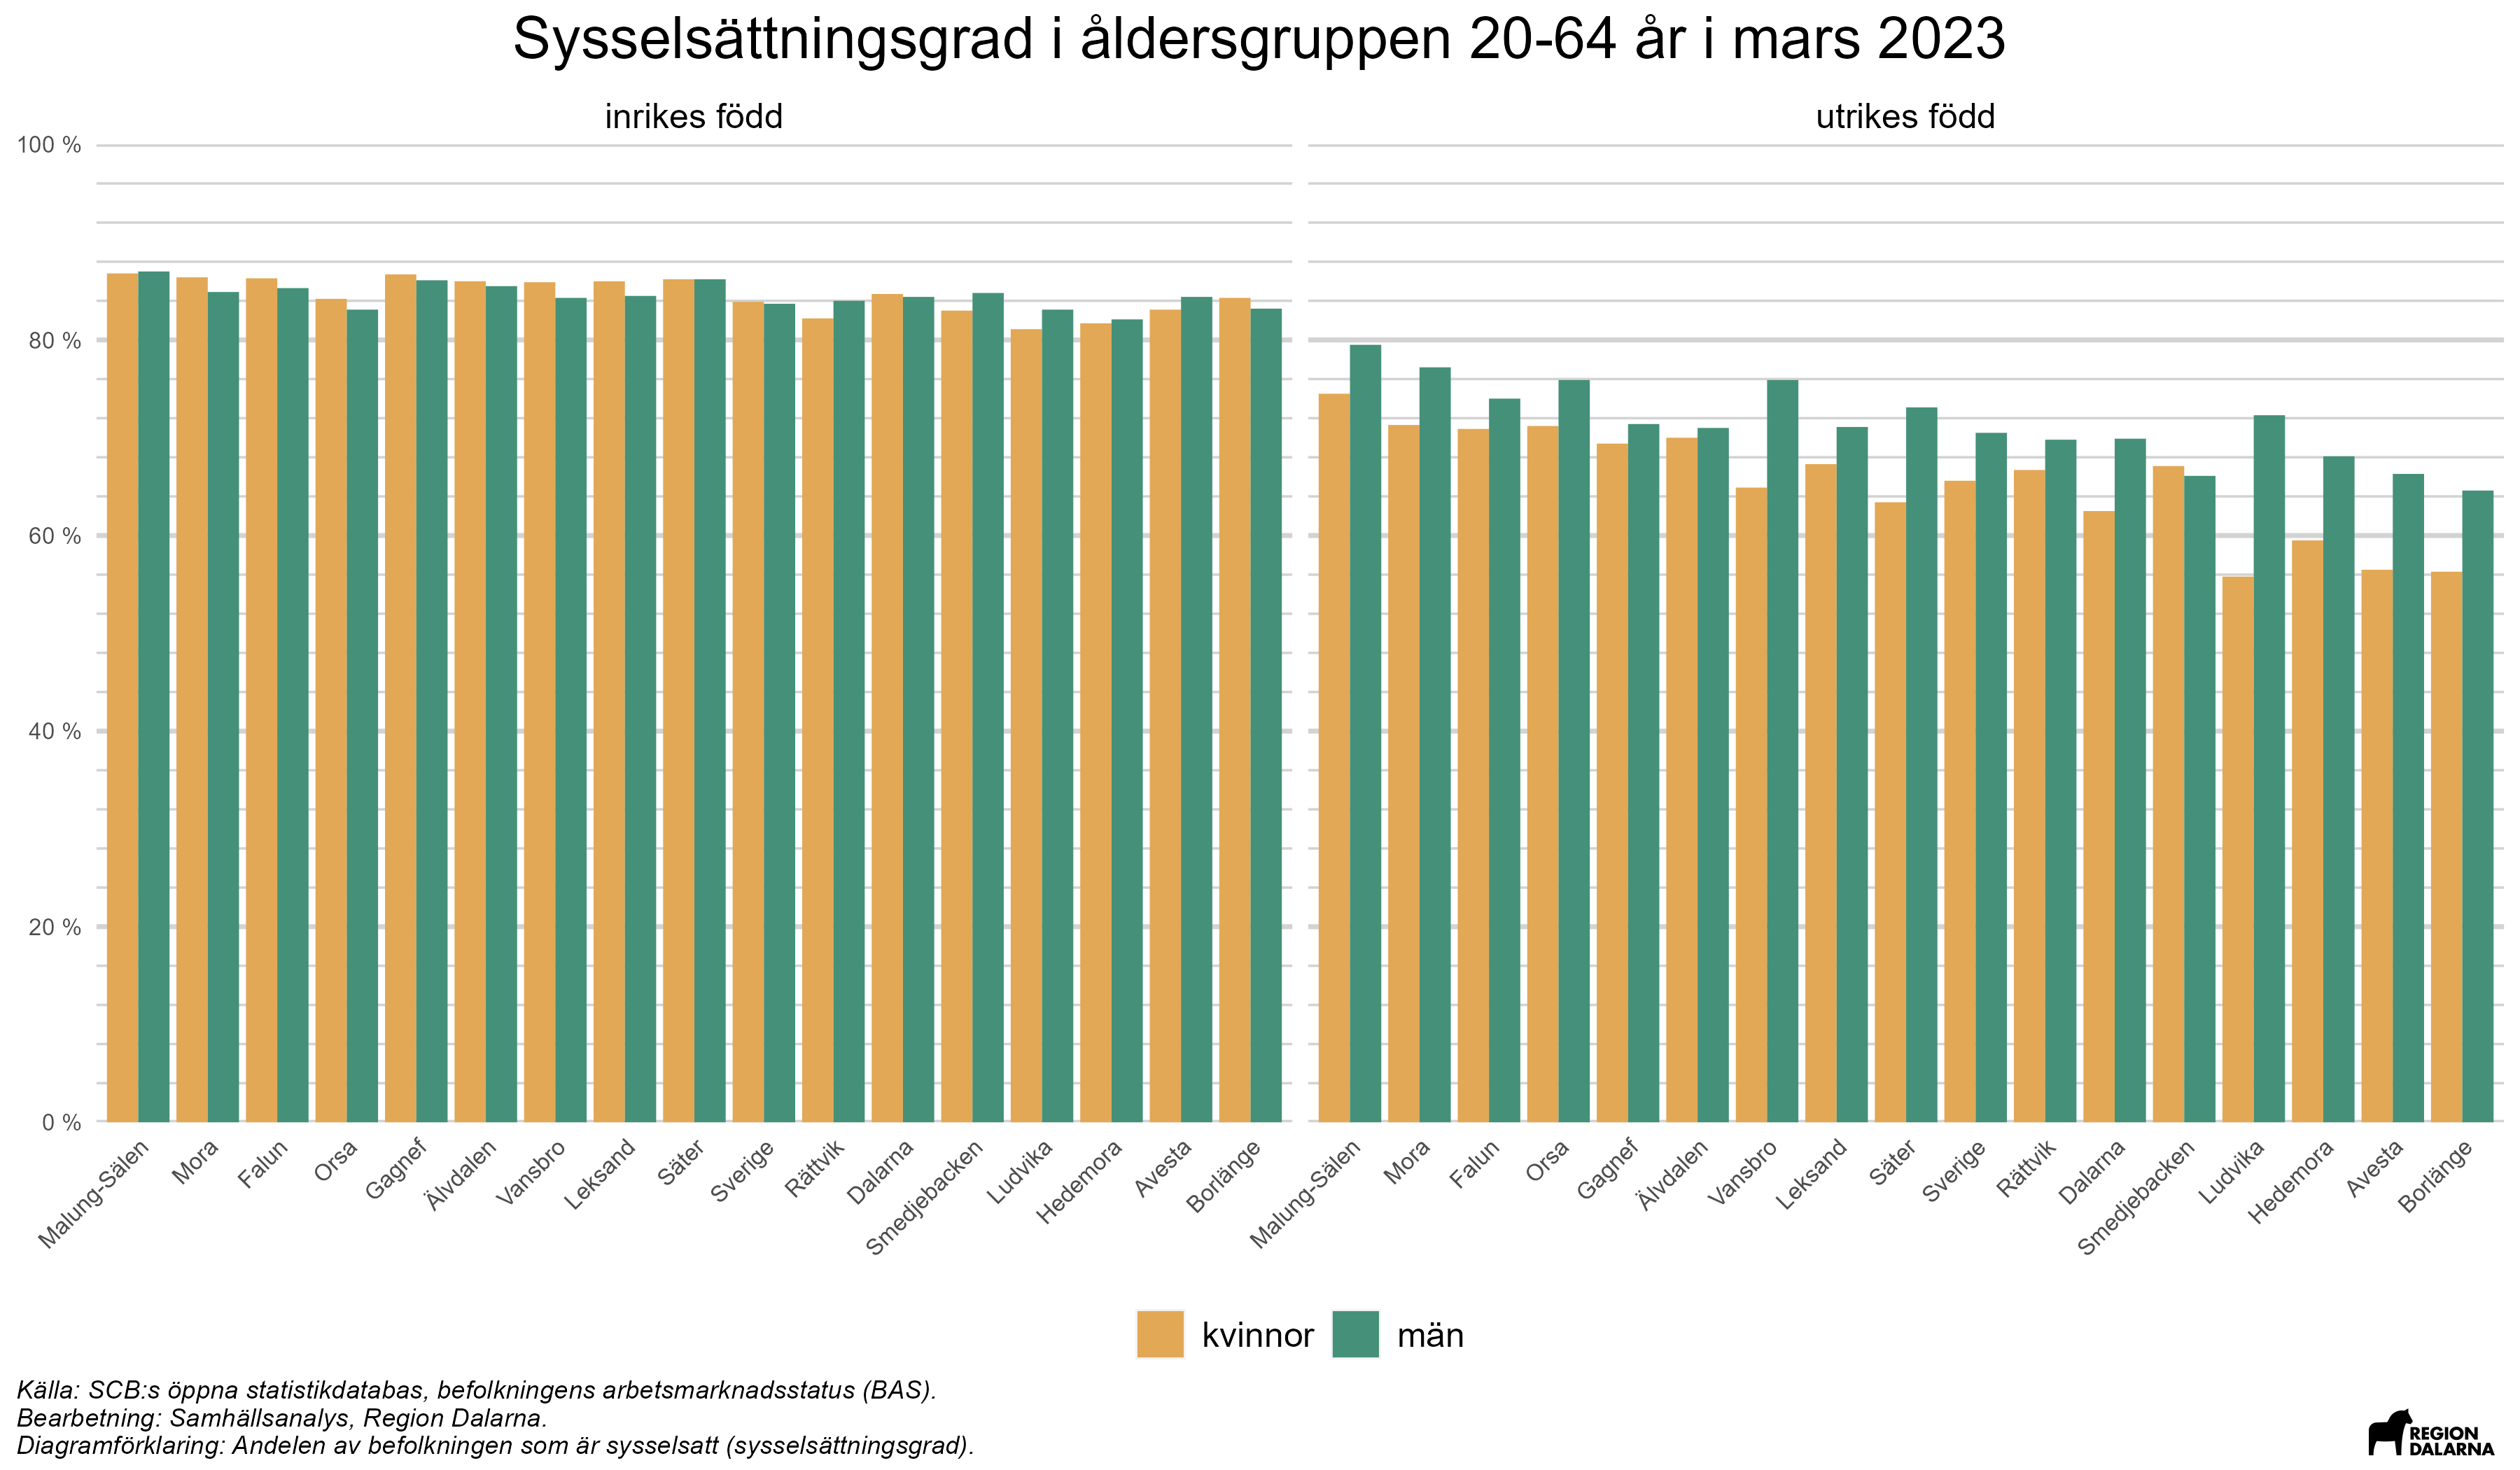 Sysselsättningsgrad i åldersgruppen 20-64 år i mars 2023
inrikes född
utrikes född
100 %
80 %
60 %
40 %
20 %
0 %
Malung-Sälen
Mora
Falun
Orsa
Gagnef
Älvdalen
Vansbro
Leksand
Säter
Sverige
Rättvik
Dalarna
Smedjebacken
Ludvika
Hedemora
Avesta
Borlänge
Malung-Sälen
Mora
Falun
Orsa
Gagnef
Älvdalen
Vansbro
Leksand
Säter
Sverige
Rättvik
Dalarna
Smedjebacken
Ludvika
Hedemora
Avesta
Borlänge
kvinnor
män
Källa: SCB:s öppna statistikdatabas, befolkningens arbetsmarknadsstatus (BAS).
Bearbetning: Samhällsanalys, Region Dalarna.
Diagramförklaring: Andelen av befolkningen som är sysselsatt (sysselsättningsgrad).
REGION
DALARNA